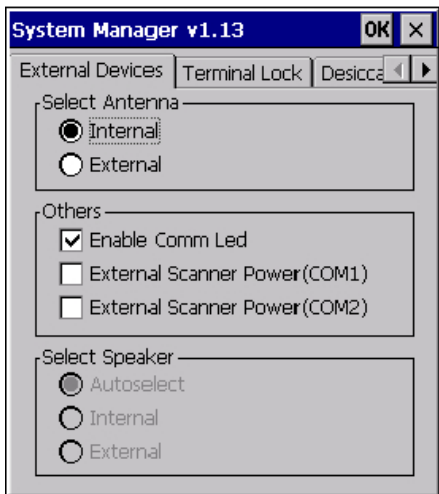 System Manager v1.13 OK ×
External Devices Terminal Lock Desicca
Select Antenna
Internal
External
Others
Enable Comm Led
External Scanner Power(COM1)
External Scanner Power(COM2)
Select Speaker
Autoselect
Internal
External